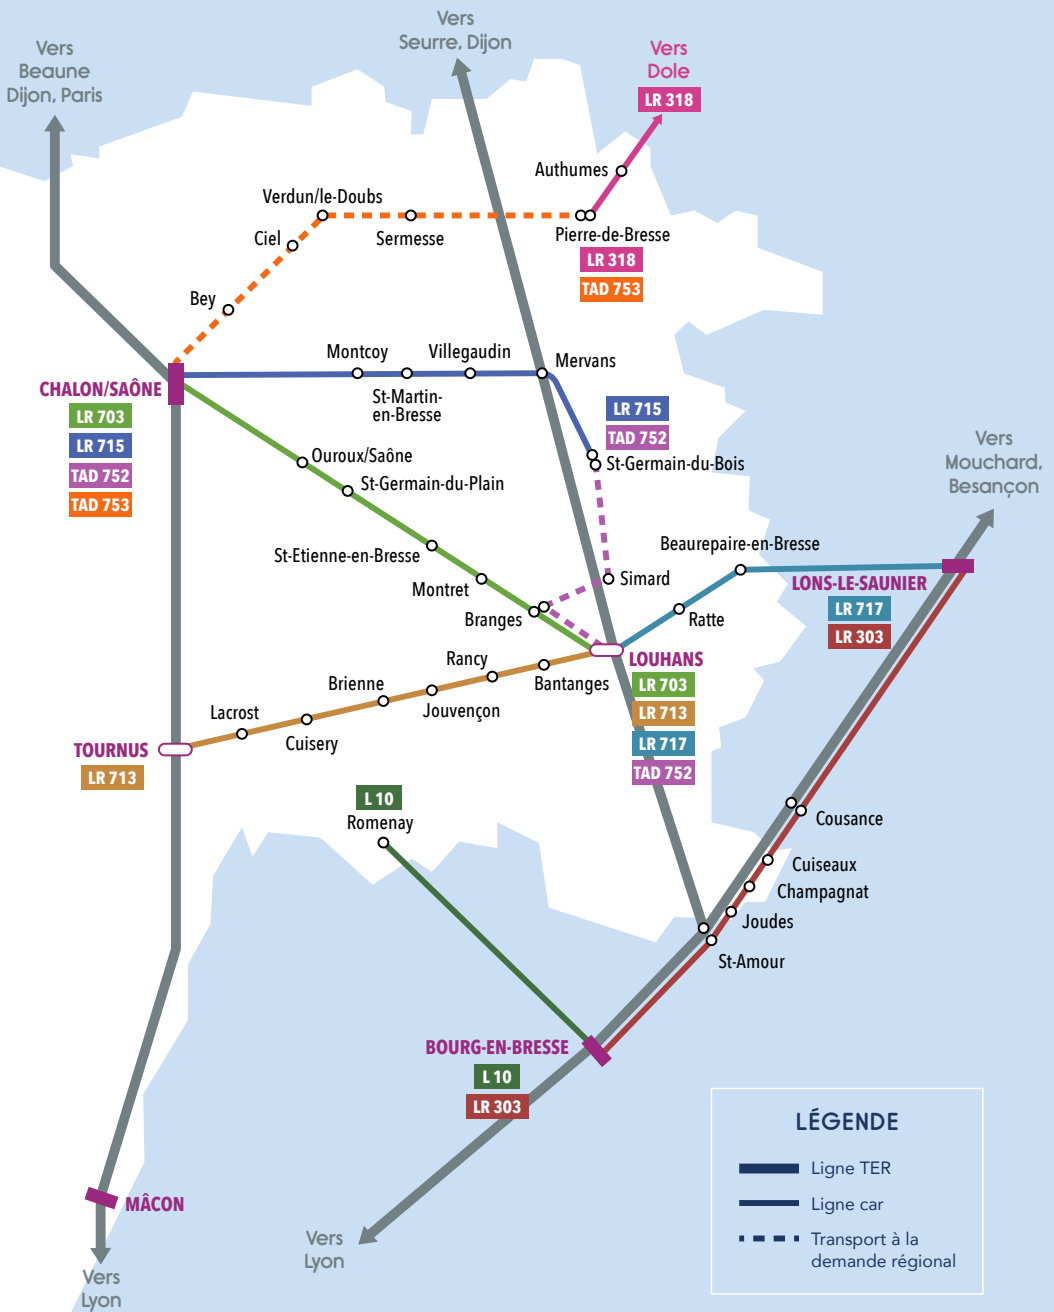 Vers
Seurre, Dijon
Vers
Beaune
Dijon, Paris
Vers
Dole
LR 318
Authumes
Verdun/le-Doubs
Sermesse
Pierre-de-Bresse
LR 318
TAD 753
Ciel
Bey
Montcoy
Villegaudin
Mervans
St-Martin-
en-Bresse
CHALON/SAÔNE
LR 703
LR 715
TAD 752
TAD 753
LR 715
TAD 752
St-Germain-du-Bois
Vers
Mouchard,
Besançon
Ouroux/Saône
St-Germain-du-Plain
St-Etienne-en-Bresse
Montret
Branges
Simard
Beaurepaire-en-Bresse
Ratte
LONS-LE-SAUNIER
LR 717
LR 303
LOUHANS
LR 703
LR 713
LR 717
TAD 752
Rancy
Bantanges
Brienne
Jouvençon
Lacrost
Cuisery
TOURNUS
LR 713
L 10
Romenay
Cousance
Cuiseaux
Champagnat
Joudes
St-Amour
BOURG-EN-BRESSE
L 10
LR 303
MÂCON
Vers
Lyon
Vers
Lyon
LÉGENDE
Ligne TER
Ligne car
Transport à la
demande régional